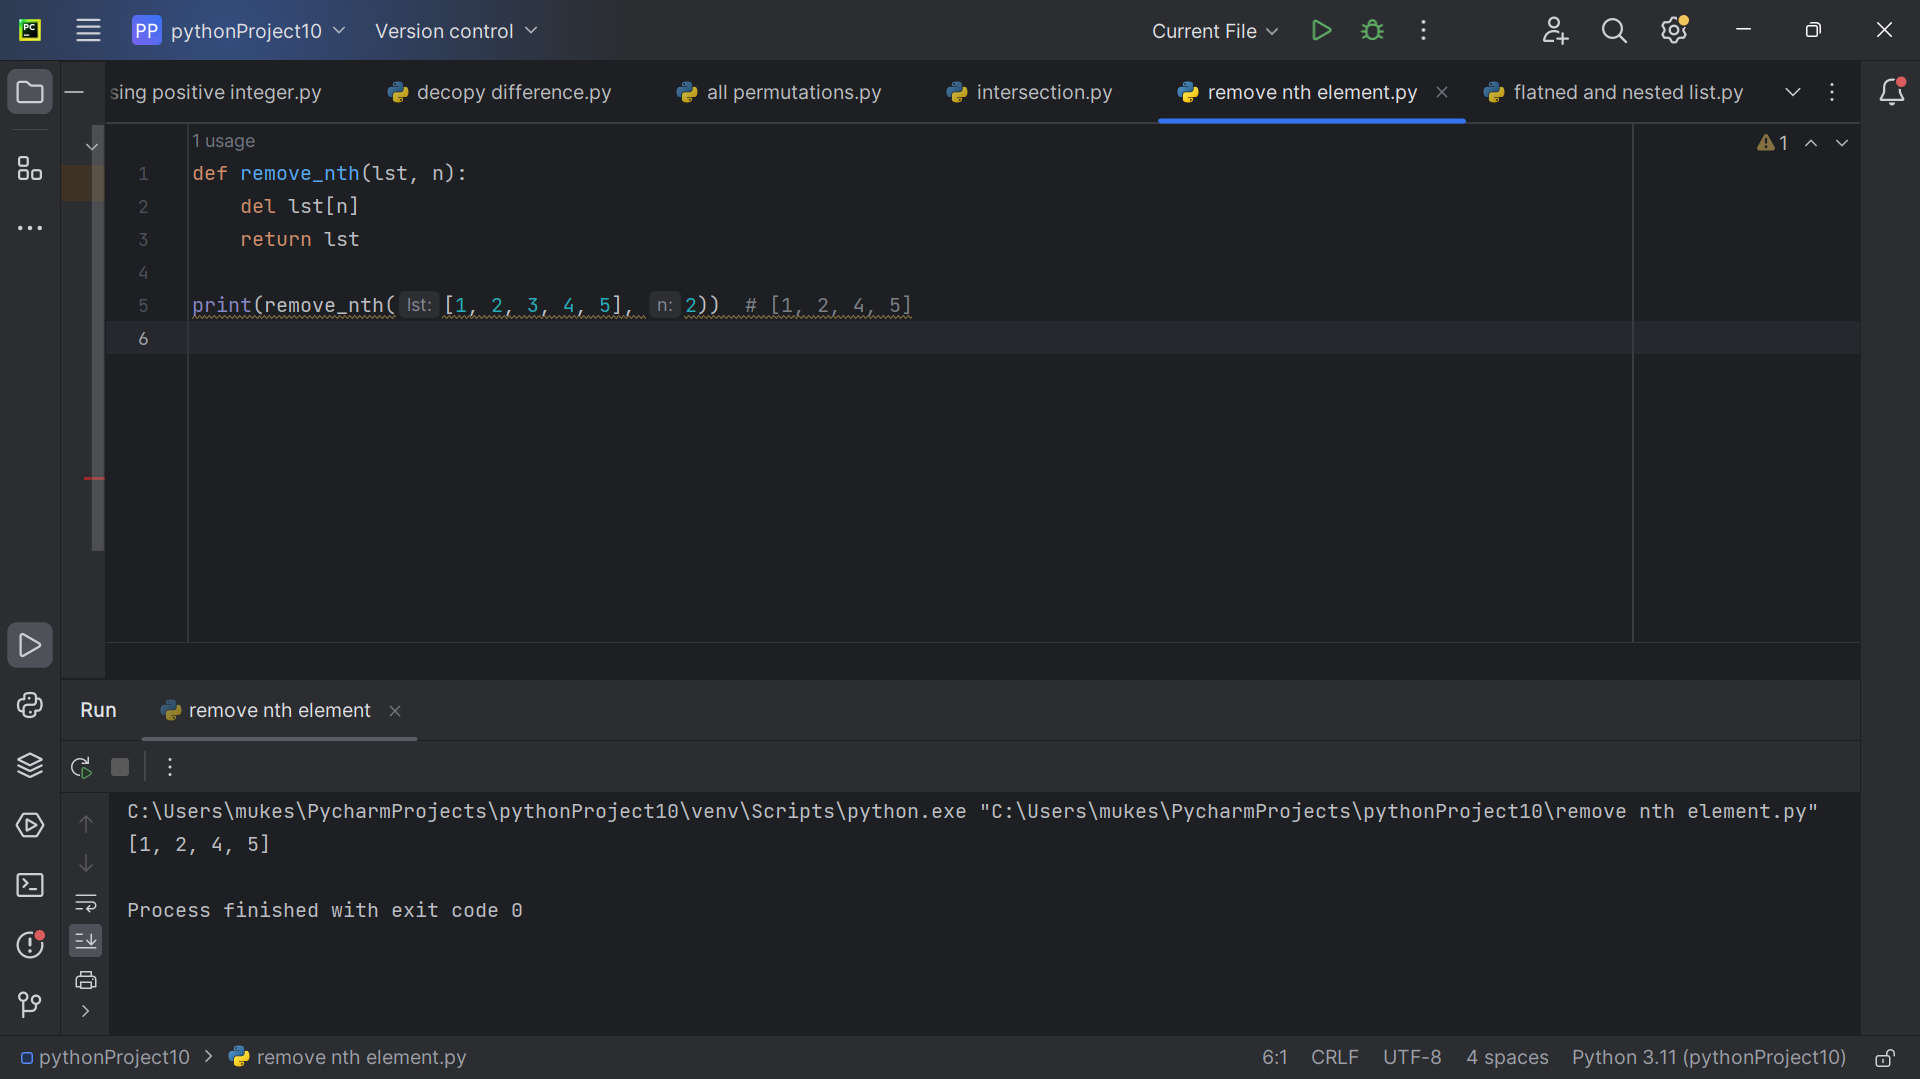 PC
PP pythonProject10 Version control Current File
sing positive integer.py decopy difference.py all permutations.py intersection.py remove nth element.py flatned and nested list.py
1 usage
1
1 def remove_nth(lst, n):
2 del lst[n]
3 return lst
4
5 print(remove_nth( lst: [1, 2, 3, 4, 5], n: 2)) # [1, 2, 4, 5]
6
Run remove nth element
C:\Users\mukes\PycharmProjects\pythonProject10\venv\Scripts\python.exe "C:\Users\mukes\PycharmProjects\pythonProject10\remove nth element.py"
[1, 2, 4, 5]
Process finished with exit code 0
pythonProject10 > remove nth element.py 6:1 CRLF UTF-8 4 spaces Python 3.11 (pythonProject10)